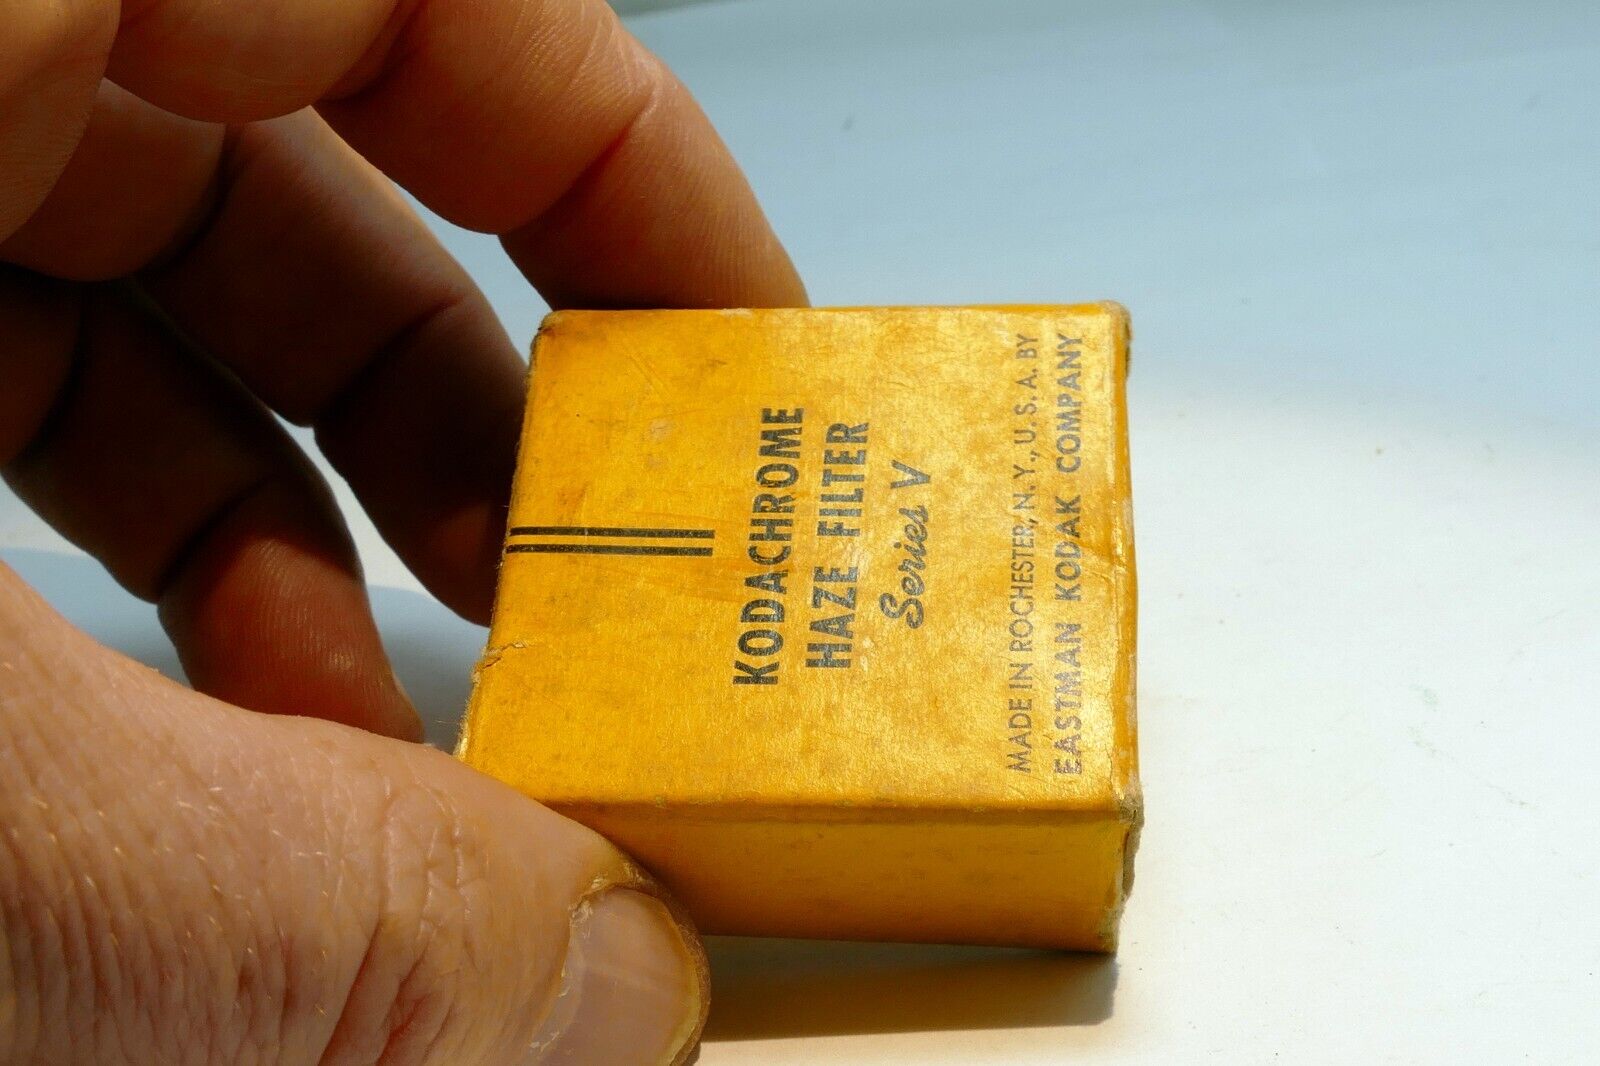 KODACHROME
HAZE FILTER
Series V
MADE IN ROCHESTER, N.Y., U.S.A. BY
EASTMAN KODAK COMPANY